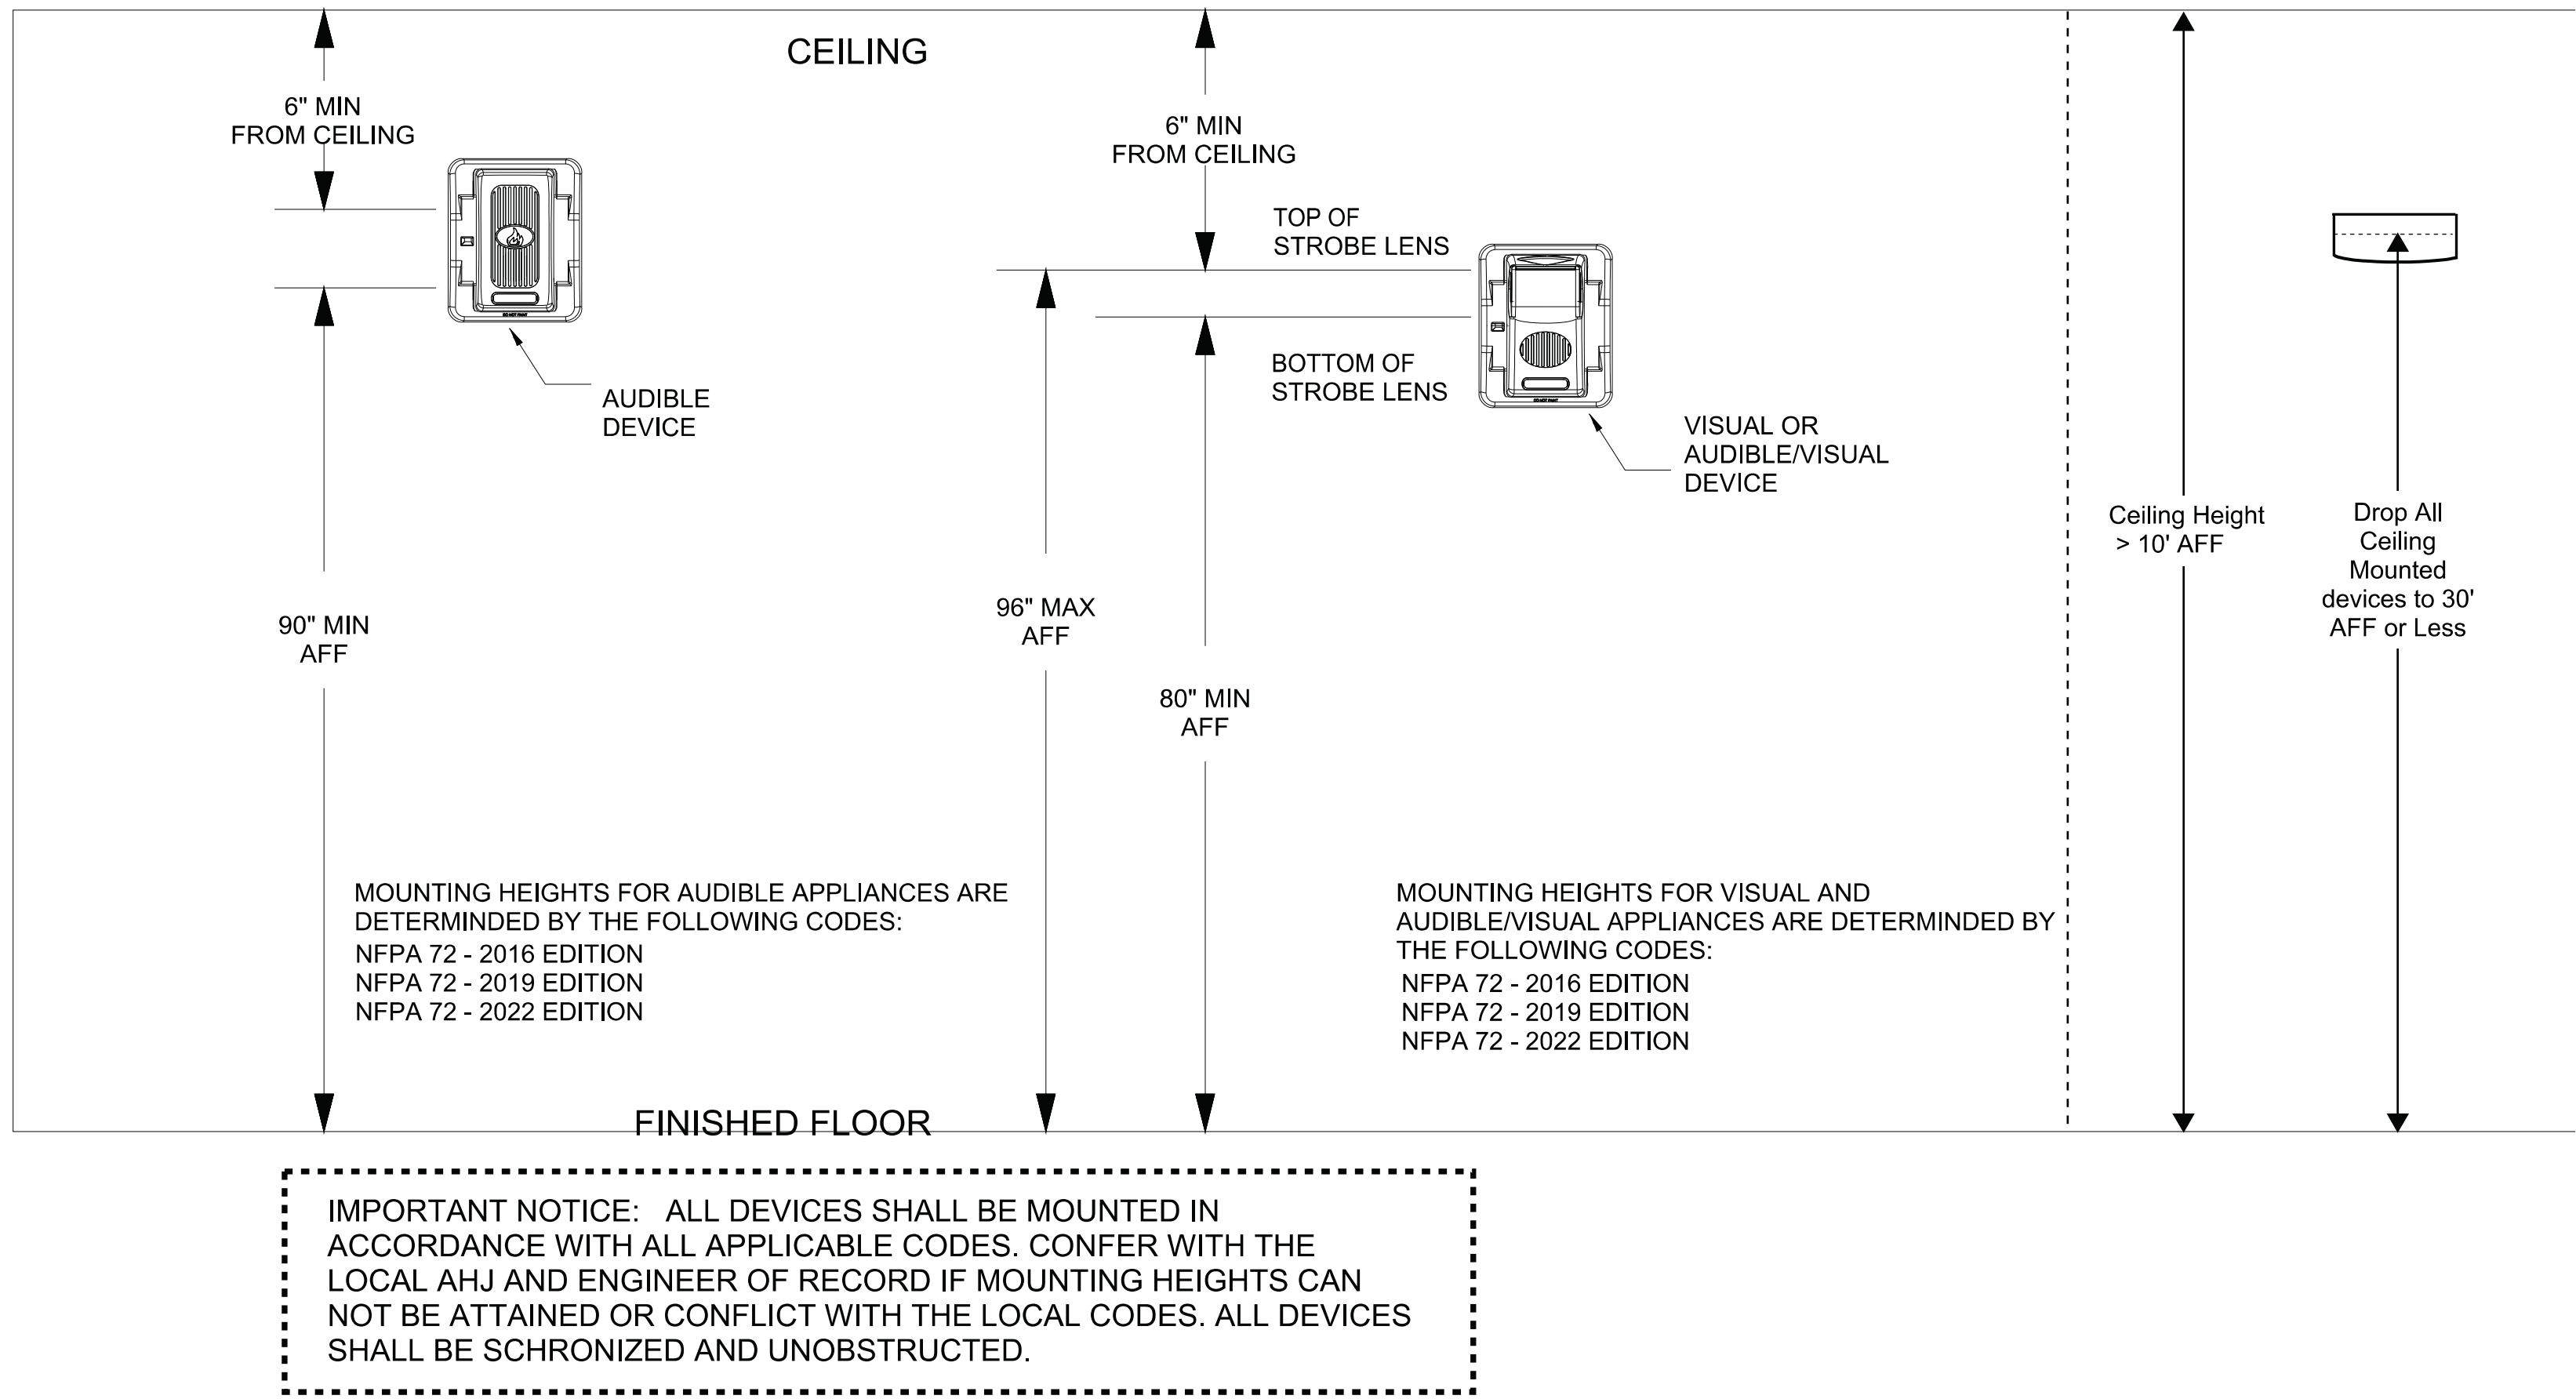 CEILING
6" MIN
FROM CEILING
AUDIBLE
DEVICE
90" MIN
AFF
MOUNTING HEIGHTS FOR AUDIBLE APPLIANCES ARE
DETERMINDED BY THE FOLLOWING CODES:
NFPA 72 - 2016 EDITION
NFPA 72 - 2019 EDITION
NFPA 72 - 2022 EDITION
6" MIN
FROM CEILING
TOP OF
STROBE LENS
BOTTOM OF
STROBE LENS
VISUAL OR
AUDIBLE/VISUAL
DEVICE
96" MAX
AFF
80" MIN
AFF
MOUNTING HEIGHTS FOR VISUAL AND
AUDIBLE/VISUAL APPLIANCES ARE DETERMINDED BY
THE FOLLOWING CODES:
NFPA 72 - 2016 EDITION
NFPA 72 - 2019 EDITION
NFPA 72 - 2022 EDITION
Ceiling Height
> 10' AFF
Drop All
Ceiling
Mounted
devices to 30'
AFF or Less
FINISHED FLOOR
IMPORTANT NOTICE: ALL DEVICES SHALL BE MOUNTED IN
ACCORDANCE WITH ALL APPLICABLE CODES. CONFER WITH THE
LOCAL AHJ AND ENGINEER OF RECORD IF MOUNTING HEIGHTS CAN
NOT BE ATTAINED OR CONFLICT WITH THE LOCAL CODES. ALL DEVICES
SHALL BE SCHRONIZED AND UNOBSTRUCTED.